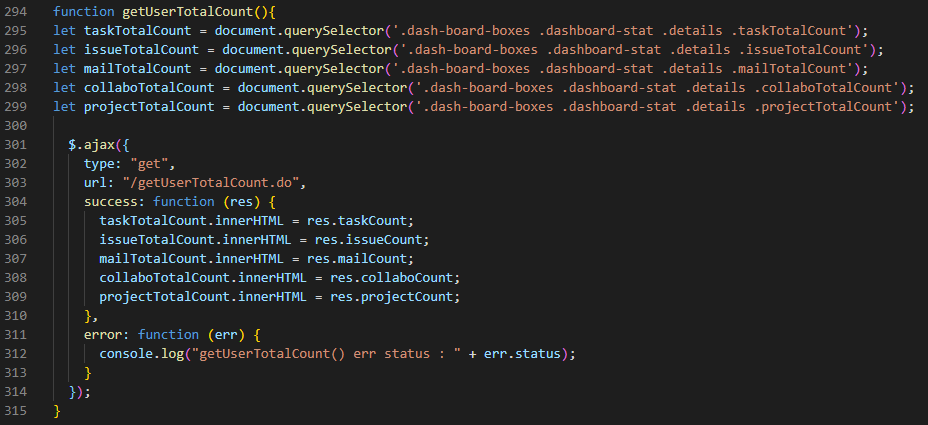 294 function getUserTotalCount(){
295 let taskTotalCount = document.querySelector('.dash-board-boxes .dashboard-stat .details .taskTotalCount');
296 let issueTotalCount = document.querySelector('.dash-board-boxes .dashboard-stat .details .issueTotalCount');
297 let mailTotalCount = document.querySelector('.dash-board-boxes .dashboard-stat .details .mailTotalCount');
298 let collaboTotalCount = document.querySelector('.dash-board-boxes .dashboard-stat .details .collaboTotalCount');
299 let projectTotalCount = document.querySelector('.dash-board-boxes .dashboard-stat .details .projectTotalCount');
300
301 $.ajax({
302 type: "get",
303 url: "/getUserTotalCount.do",
304 success: function (res) {
305 taskTotalCount.innerHTML = res.taskCount;
306 issueTotalCount.innerHTML = res.issueCount;
307 mailTotalCount.innerHTML = res.mailCount;
308 collaboTotalCount.innerHTML = res.collaboCount;
309 projectTotalCount.innerHTML = res.projectCount;
310 },
311 error: function (err) {
312 console.log("getUserTotalCount() err status : " + err.status);
313 }
314 });
315 }